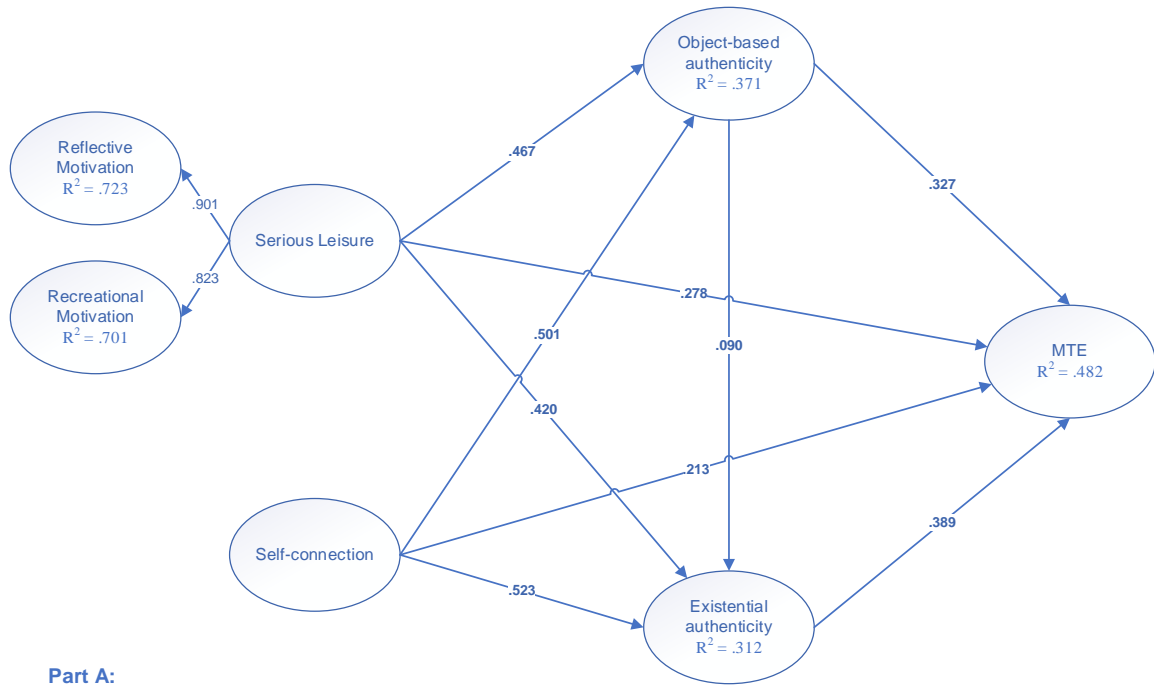 Object-based
authenticity
R² = .371
Reflective
Motivation
R² = .723
.467
.327
.901
Serious Leisure
.823
Recreational
Motivation
R² = .701
.278
.501
.090
MTE
R² = .482
.420
.213
Self-connection
.389
.523
Existential
authenticity
R² = .312
Part A: